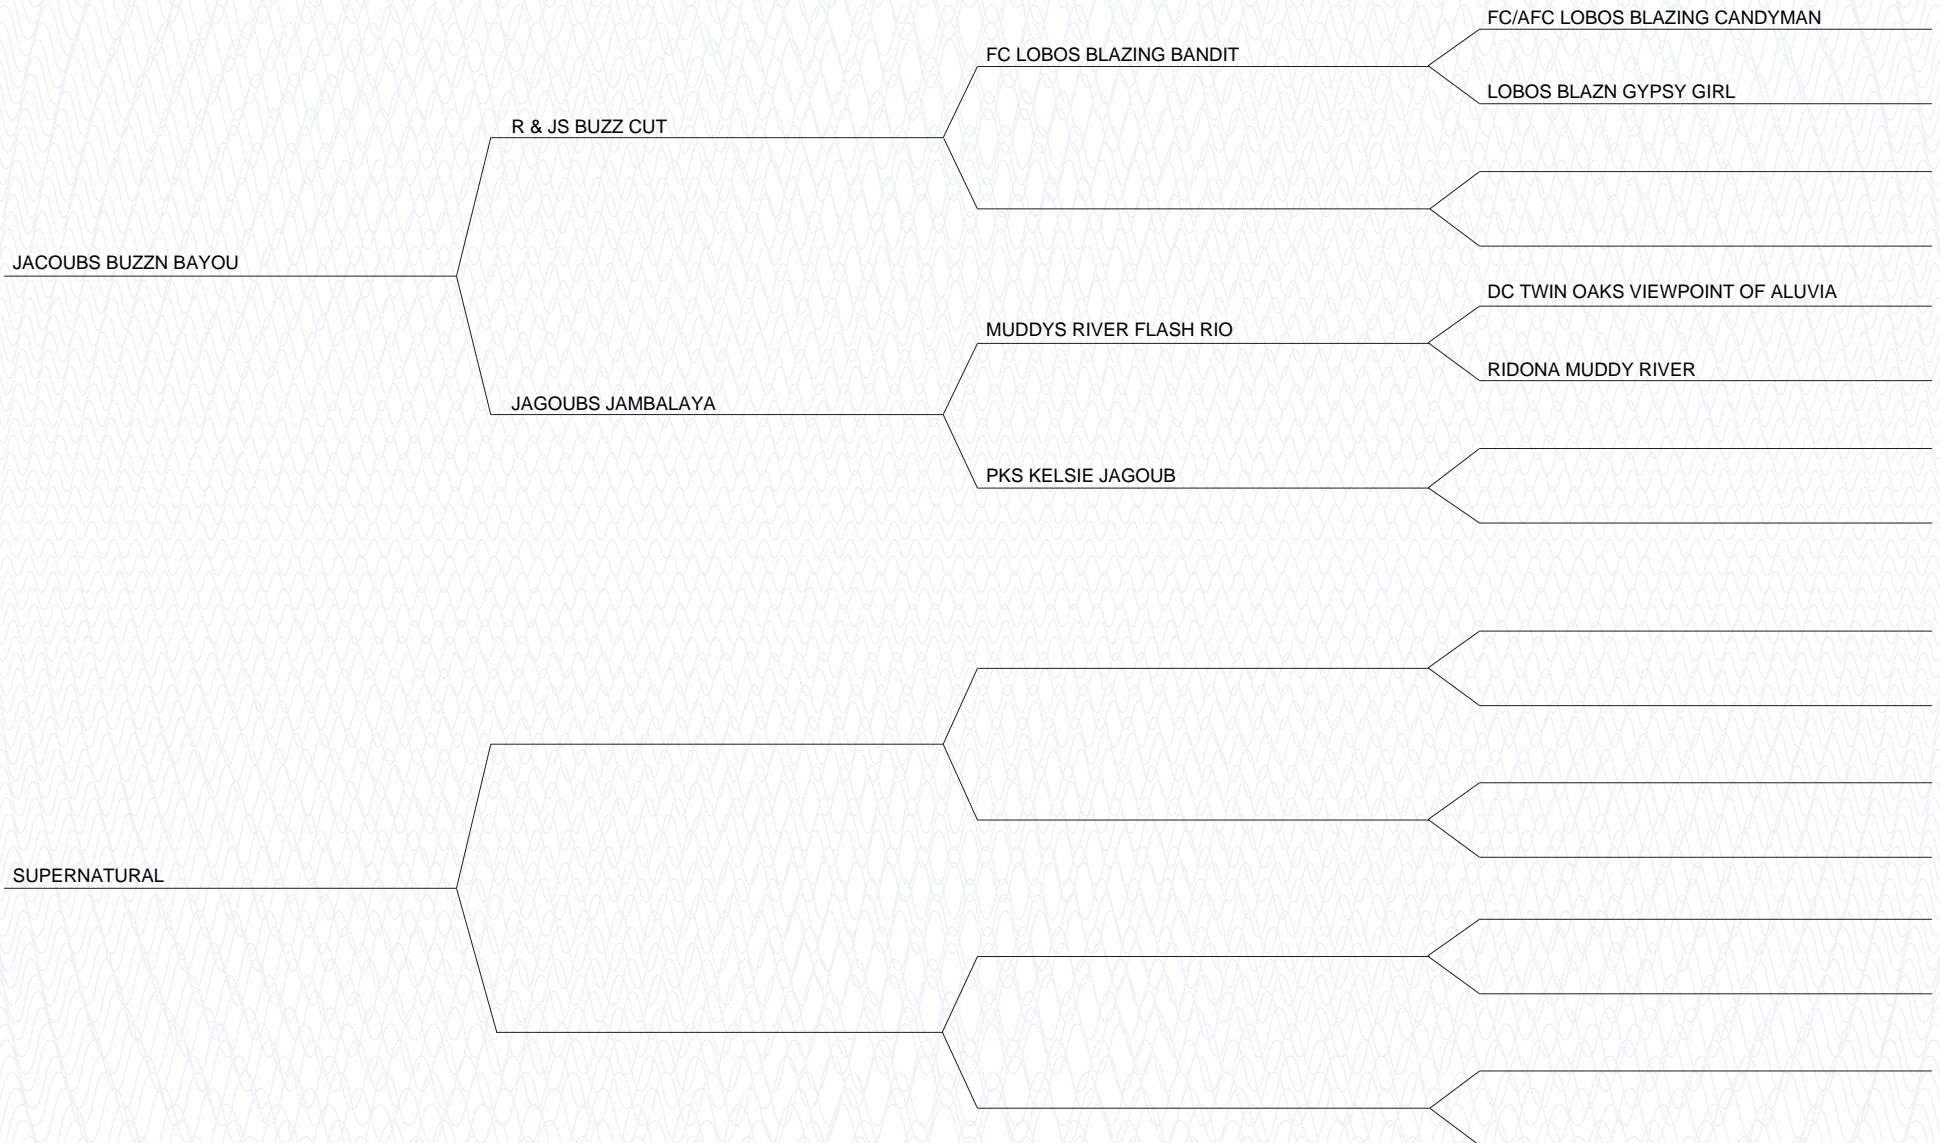 FC/AFC LOBOS BLAZING CANDYMAN
FC LOBOS BLAZING BANDIT
LOBOS BLAZN GYPSY GIRL
R & JS BUZZ CUT
JACOUBS BUZZN BAYOU
DC TWIN OAKS VIEWPOINT OF ALUVIA
MUDDYS RIVER FLASH RIO
RIDONA MUDDY RIVER
JAGOUBS JAMBALAYA
PKS KELSIE JAGOUB
SUPERNATURAL